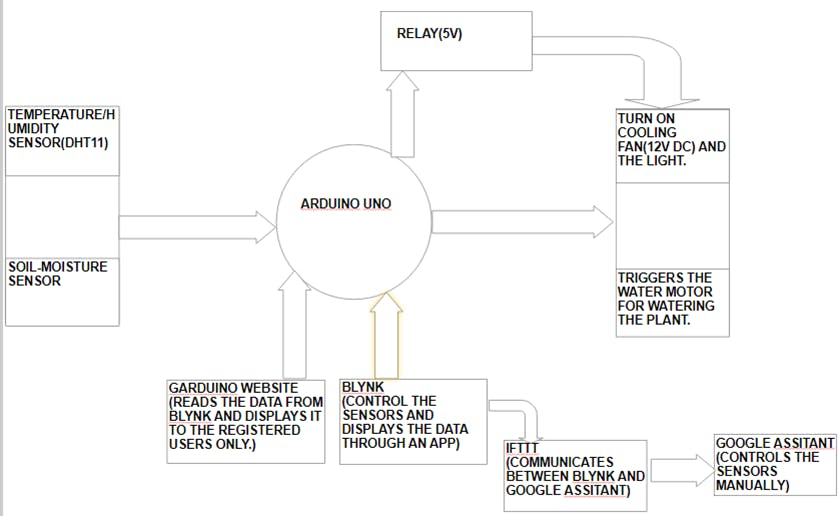 RELAY(5V)
TEMPERATURE/H
UMIDITY
SENSOR(DHT11)
TURN ON
COOLING
FAN(12V DC) AND
THE LIGHT.
ARDUINO UNO
SOIL-MOISTURE
SENSOR
TRIGGERS THE
WATER MOTOR
FOR WATERING
THE PLANT.
GARDUINO WEBSITE
(READS THE DATA FROM
BLYNK AND DISPLAYS IT
TO THE REGISTERED
USERS ONLY.)
BLYNK
(CONTROL THE
SENSORS AND
DISPLAYS THE DATA
THROUGH AN APP)
IFTTT
(COMMUNICATES
BETWEEN BLYNK AND
GOOGLE ASSITANT)
GOOGLE ASSITANT
(CONTROLS THE
SENSORS
MANUALLY)